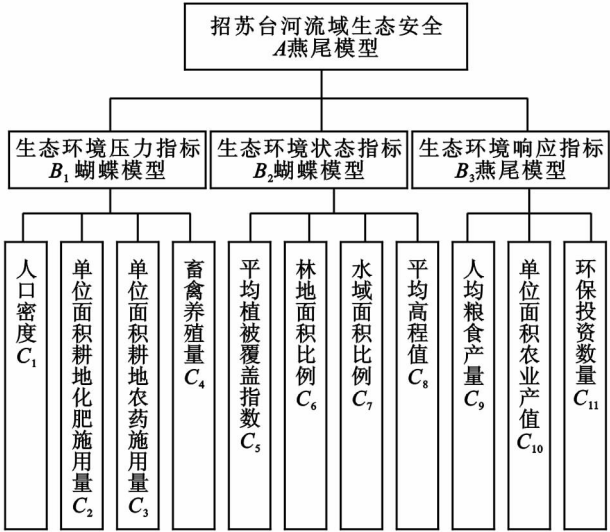 招苏台河流域生态安全
A燕尾模型
生态环境压力指标
B₁蝴蝶模型
生态环境状态指标
B₂蝴蝶模型
生态环境响应指标
B₃燕尾模型
人口密度C₁
单位面积耕地化肥施用量C₂
单位面积耕地农药施用量C₃
畜禽养殖量C₄
平均植被覆盖指数C₅
林地面积比例C₆
水域面积比例C₇
平均高程值C₈
人均粮食产量C₉
单位面积农业产值C₁₀
环保投资数量C₁₁